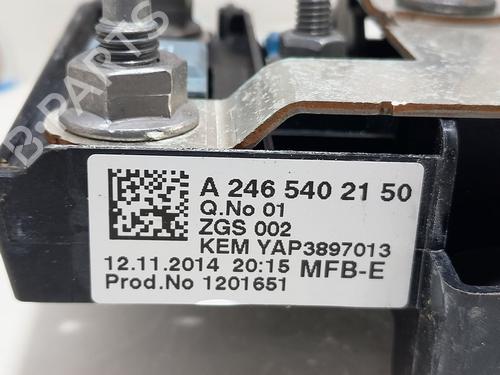 B-PARTS
A 246 540 21 50
Q.No 01
ZGS 002
KEM YAP3897013
12.11.2014 20:15 MFB-E
Prod.No 1201651